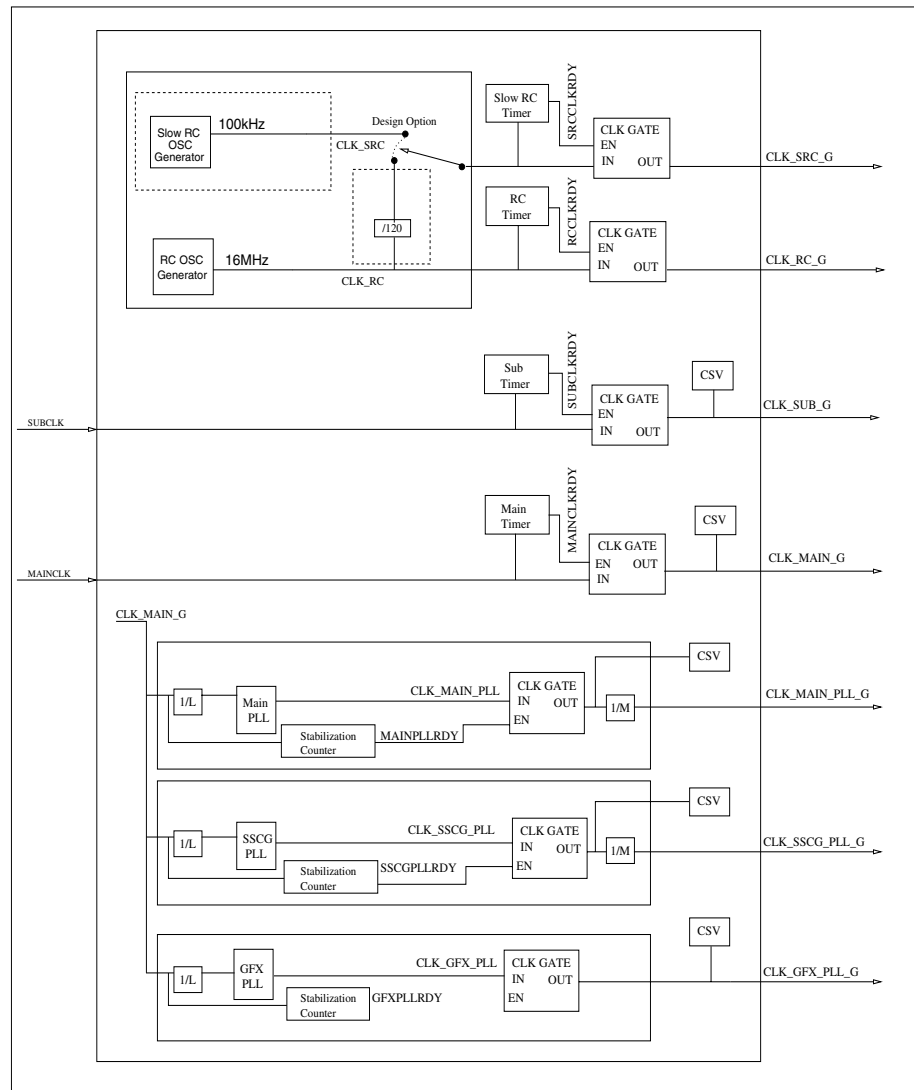 Slow RC
OSC
Generator
100kHz
Design Option
CLK_SRC
/120
RC OSC
Generator
16MHz
CLK_RC
Slow RC
Timer
SRCCLKRDY
CLK GATE
EN
IN OUT
CLK_SRC_G
RC
Timer
RCCLKRDY
CLK GATE
EN
IN OUT
CLK_RC_G
SUBCLK
Sub
Timer
SUBCLKRDY
CLK GATE
EN
IN OUT
CSV
CLK_SUB_G
MAINCLK
Main
Timer
MAINCLKRDY
CLK GATE
EN OUT
IN
CSV
CLK_MAIN_G
CLK_MAIN_G
1/L
Main
PLL
CLK_MAIN_PLL
Stabilization
Counter
MAINPLLRDY
CLK GATE
IN OUT
EN
1/M
CSV
CLK_MAIN_PLL_G
1/L
SSCG
PLL
CLK_SSCG_PLL
Stabilization
Counter
SSCGPLLRDY
CLK GATE
IN OUT
EN
1/M
CSV
CLK_SSCG_PLL_G
1/L
GFX
PLL
CLK_GFX_PLL
Stabilization
Counter
GFXPLLRDY
CLK GATE
IN OUT
EN
CSV
CLK_GFX_PLL_G